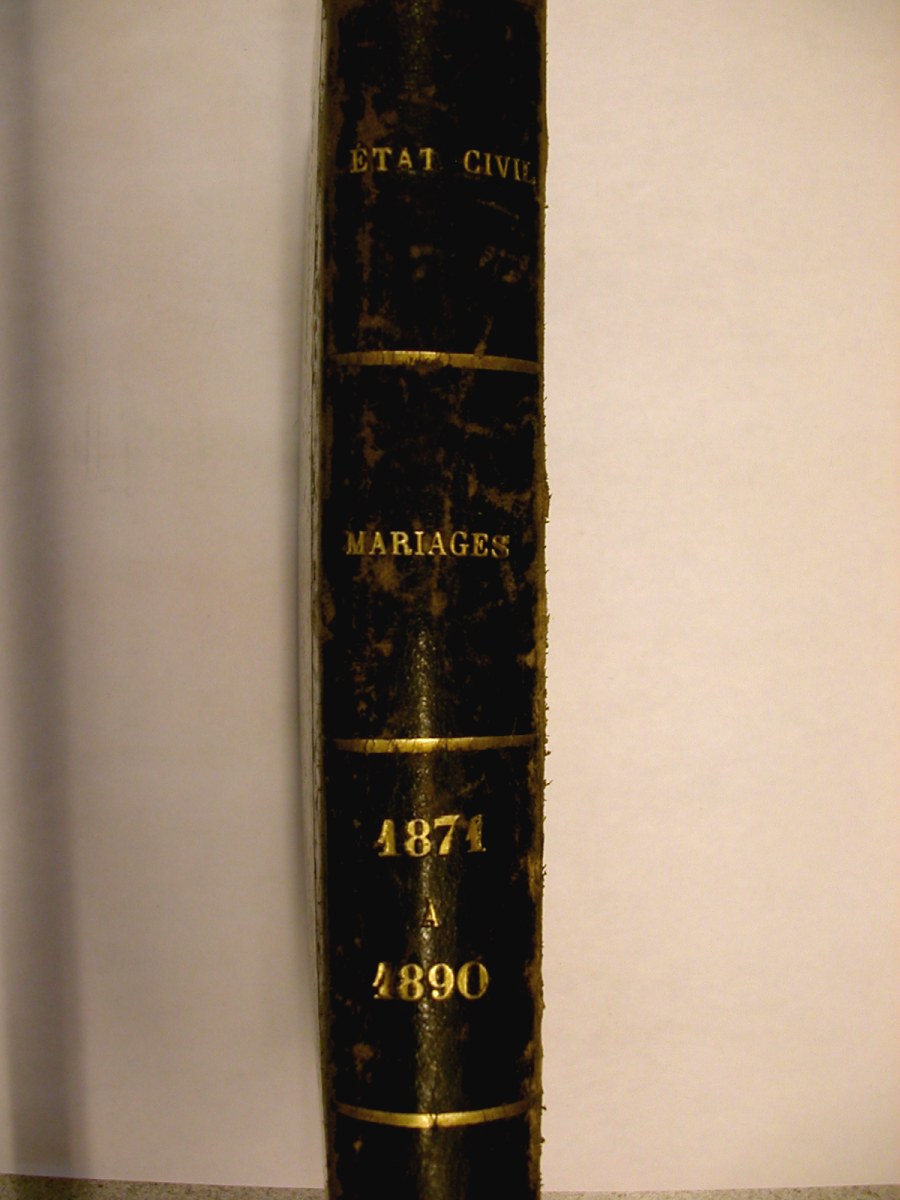 ÉTAT CIVIL
MARIAGES
1871
A
1890